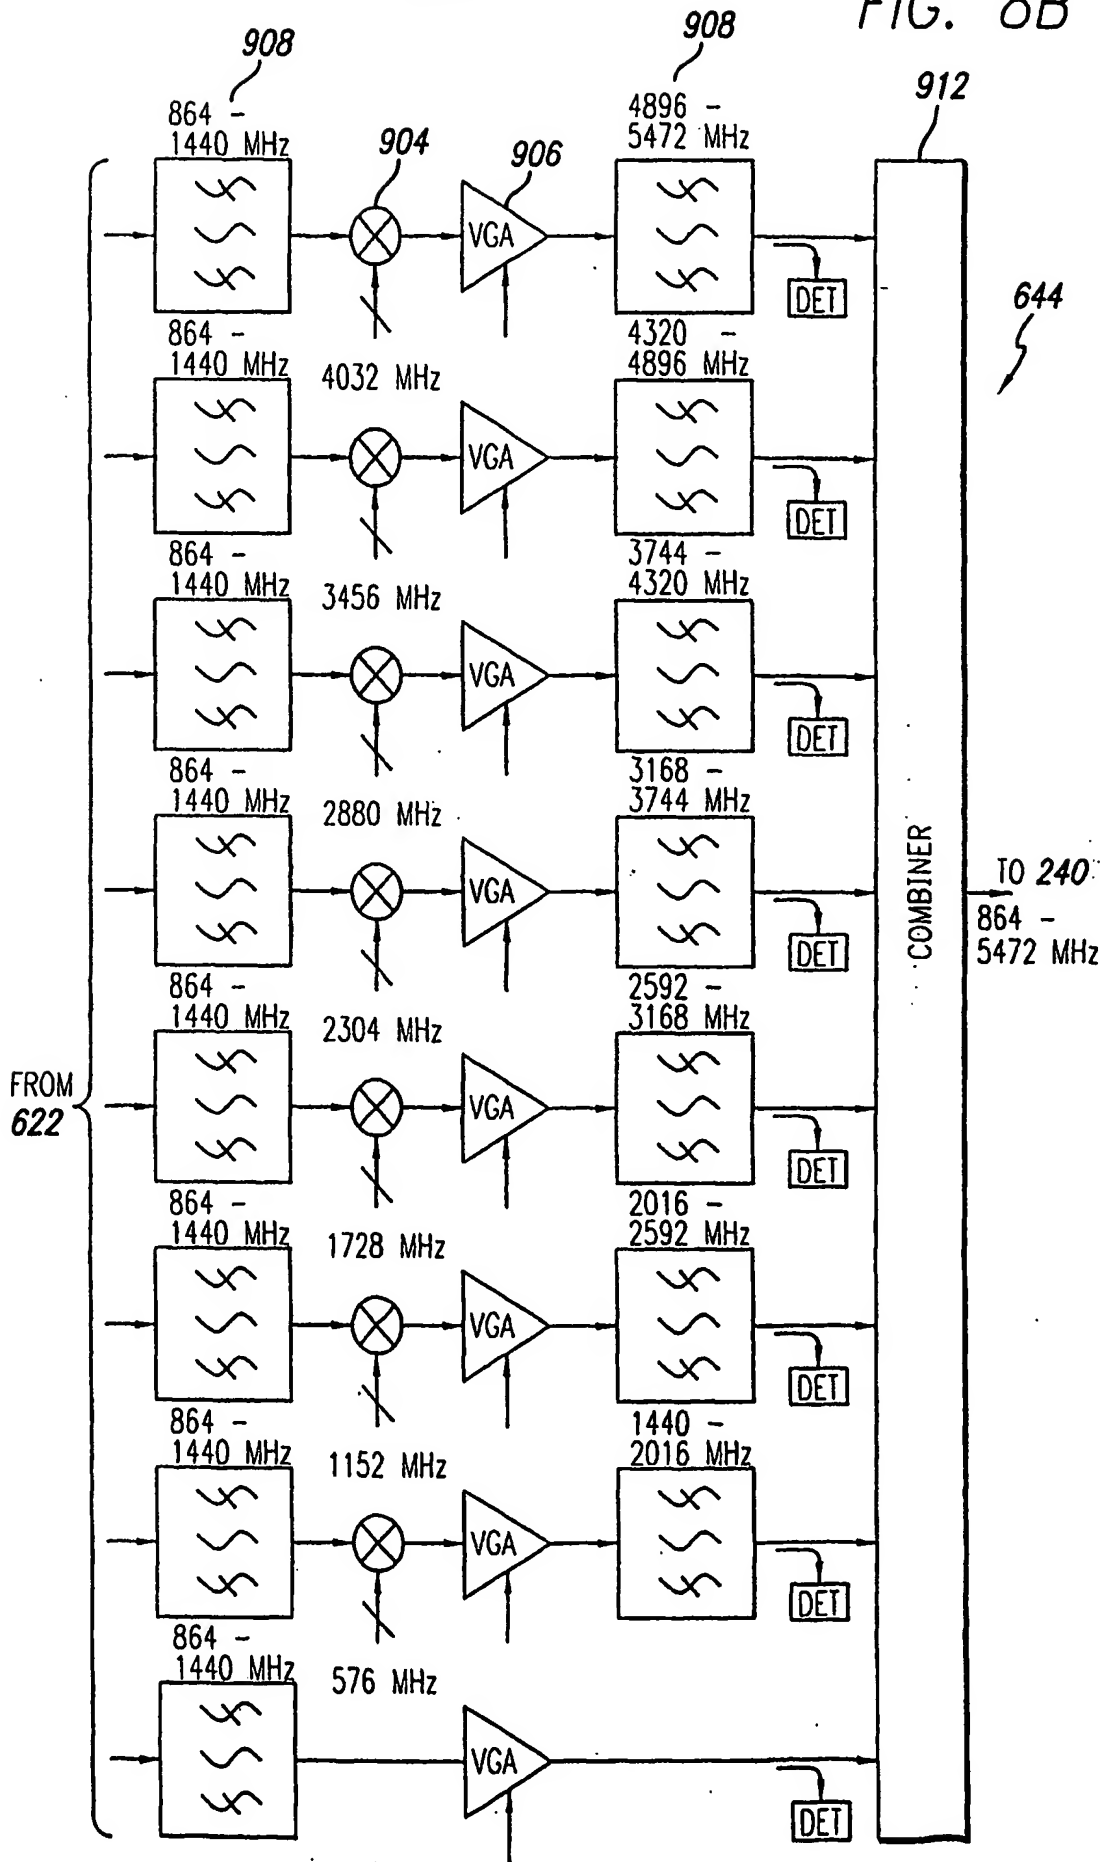 FIG. 8B
908
908
912
864 -
1440 MHz
904
906
4896 -
5472 MHz
VGA
DET
644
864 -
1440 MHz
4032 MHz
4320 -
4896 MHz
VGA
DET
864 -
1440 MHz
3456 MHz
3744 -
4320 MHz
VGA
DET
864 -
1440 MHz
2880 MHz
3168 -
3744 MHz
VGA
DET
COMBINER
TO 240
864 -
5472 MHz
864 -
1440 MHz
2304 MHz
2592 -
3168 MHz
FROM
622
VGA
DET
864 -
1440 MHz
1728 MHz
2016 -
2592 MHz
VGA
DET
864 -
1440 MHz
1152 MHz
1440 -
2016 MHz
VGA
DET
864 -
1440 MHz
576 MHz
VGA
DET